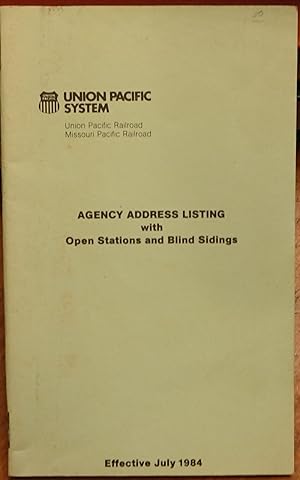 UNION PACIFIC
SYSTEM
Union Pacific Railroad
Missouri Pacific Railroad
AGENCY ADDRESS LISTING
with
Open Stations and Blind Sidings
Effective July 1984